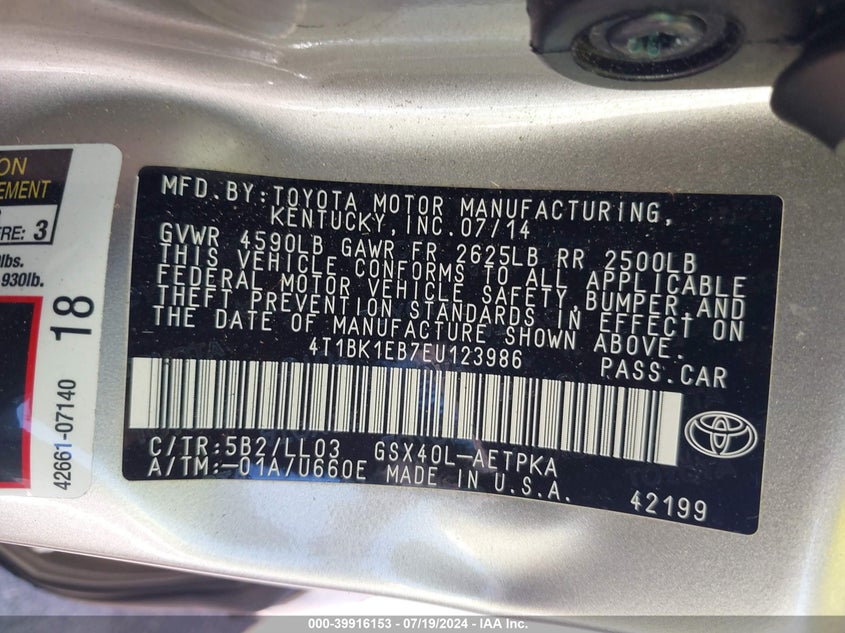 ON
EMENT
RE: 3
lbs.
930lb.
18
42661-07140
MFD. BY: TOYOTA MOTOR MANUFACTURING,
KENTUCKY, INC. 07/14
GVWR 4590LB GAWR FR 2625LB RR 2500LB
THIS VEHICLE CONFORMS TO ALL APPLICABLE
FEDERAL MOTOR VEHICLE SAFETY, BUMPER, AND
THEFT PREVENTION STANDARDS IN EFFECT ON
THE DATE OF MANUFACTURE SHOWN ABOVE.
4T1BK1EB7EU123986 PASS.CAR
C/TR:5B2/LL03 GSX40L-AETPKA
A/TM:-01A/U660E MADE IN U.S.A.
42199
000-39916153 - 07/19/2024 - IAA Inc.